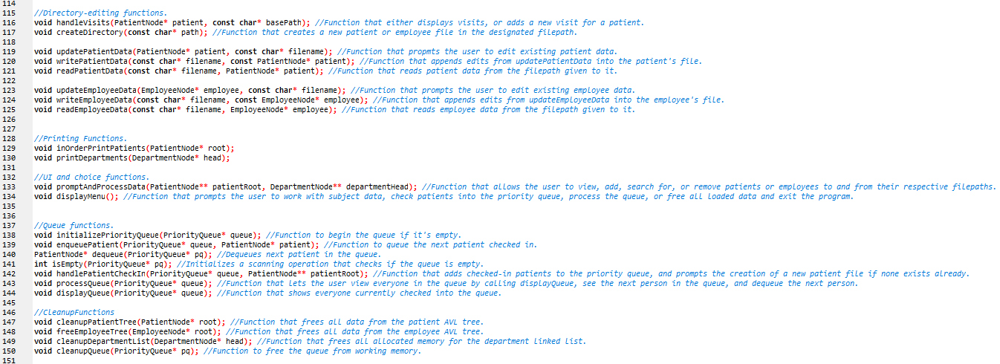 114
115 //Directory-editing functions.
116 void handleVisits(PatientNode* patient, const char* basePath); //Function that either displays visits, or adds a new visit for a patient.
117 void createDirectory(const char* path); //Function that creates a new patient or employee file in the designated filepath.
118
119 void updatePatientData(PatientNode* patient, const char* filename); //Function that propmts the user to edit existing patient data.
120 void writePatientData(const char* filename, const PatientNode* patient); //Function that appends edits from updatePatientData into the patient's file.
121 void readPatientData(const char* filename, PatientNode* patient); //Function that reads patient data from the filepath given to it.
122
123 void updateEmployeeData(EmployeeNode* employee, const char* filename); //Function that prompts the user to edit existing employee data.
124 void writeEmployeeData(const char* filename, const EmployeeNode* employee); //Function that appends edits from updateEmployeeData into the employee's file.
125 void readEmployeeData(const char* filename, EmployeeNode* employee); //Function that reads employee data from the filepath given to it.
126
127
128 //Printing Functions.
129 void inOrderPrintPatients(PatientNode* root);
130 void printDepartments(DepartmentNode* head);
131
132 //UI and choice functions.
133 void promptAndProcessData(PatientNode** patientRoot, DepartmentNode** departmentHead); //Function that allows the user to view, add, search for, or remove patients or employees to and from their respective filepaths.
134 void displayMenu(); //Function that prompts the user to work with subject data, check patients into the priority queue, process the queue, or free all loaded data and exit the program.
135
136
137 //Queue functions.
138 void initializePriorityQueue(PriorityQueue* queue); //Function to begin the queue if it's empty.
139 void enqueuePatient(PriorityQueue* queue, PatientNode* patient); //Function to queue the next patient checked in.
140 PatientNode* dequeue(PriorityQueue* pq); //Dequeues next patient in the queue.
141 int isEmpty(PriorityQueue* pq); //Initializes a scanning operation that checks if the queue is empty.
142 void handlePatientCheckIn(PriorityQueue* queue, PatientNode** patientRoot); //Function that adds checked-in patients to the priority queue, and prompts the creation of a new patient file if none exists already.
143 void processQueue(PriorityQueue* queue); //Function that lets the user view everyone in the queue by calling displayQueue, see the next person in the queue, and dequeue the next person.
144 void displayQueue(PriorityQueue* queue); //Function that shows everyone currently checked into the queue.
145
146 //CleanupFunctions
147 void cleanupPatientTree(PatientNode* root); //Function that frees all data from the patient AVL tree.
148 void freeEmployeeTree(EmployeeNode* root); //Function that frees all data from the employee AVL tree.
149 void cleanupDepartmentList(DepartmentNode* head); //Function that frees all allocated memory for the department linked list.
150 void cleanupQueue(PriorityQueue* pq); //Function to free the queue from working memory.
151